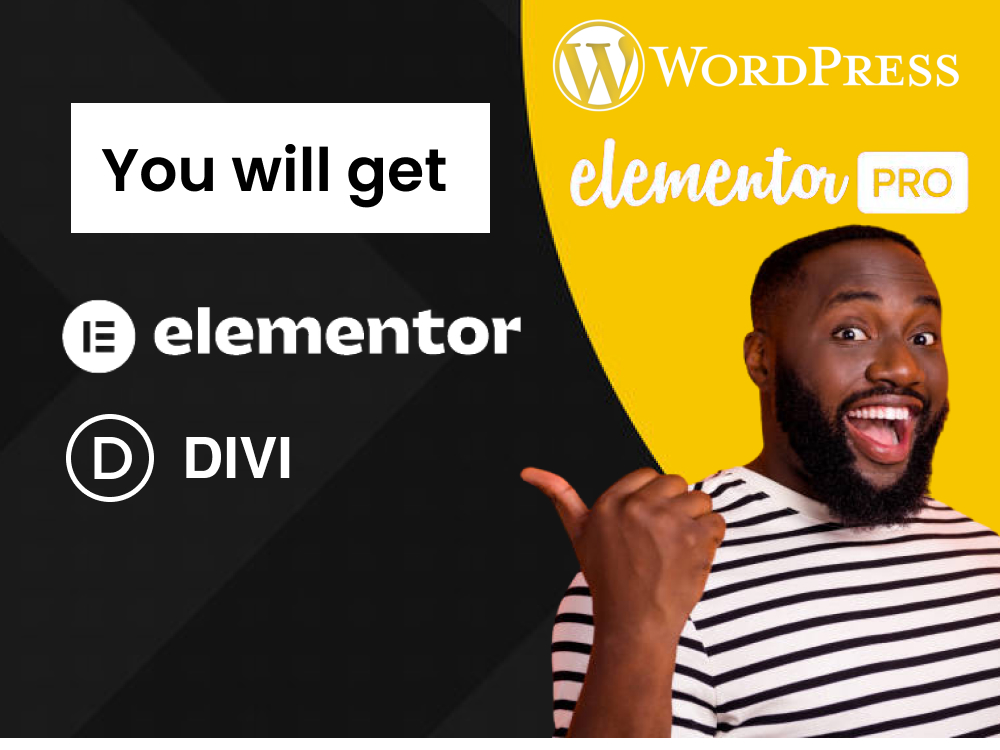 WORDPRESS
elementor PRO
You will get
elementor
DIVI